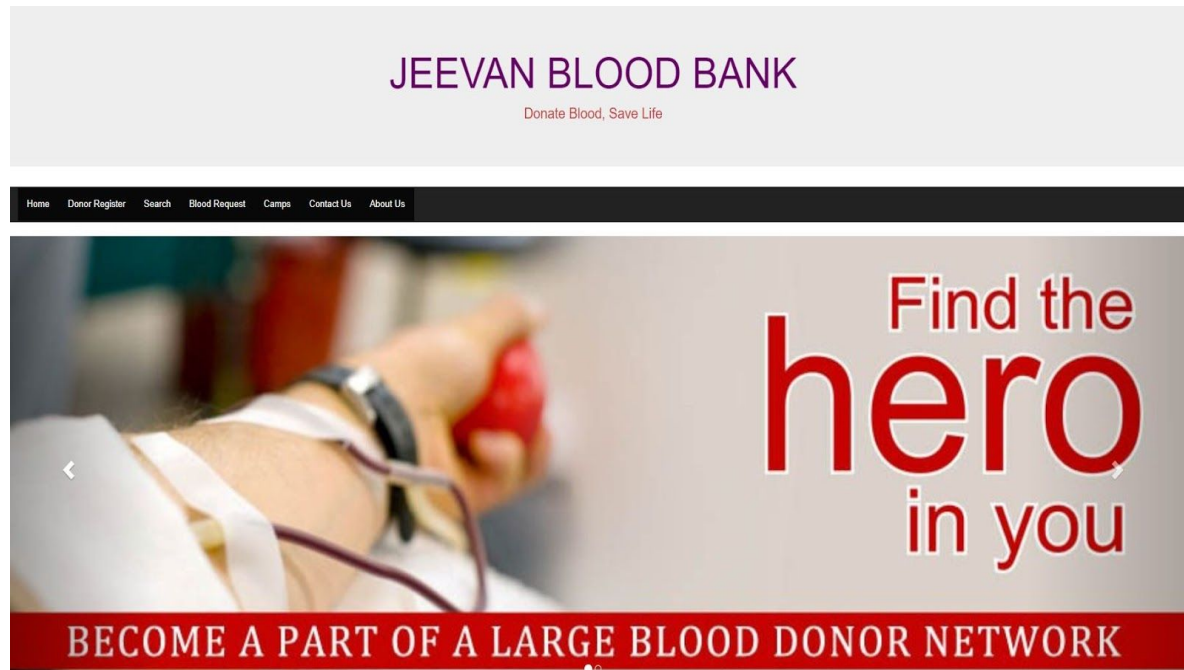 JEEVAN BLOOD BANK
Donate Blood, Save Life
Home Donor Register Search Blood Request Camps Contact Us About Us
Find the
hero
in you
BECOME A PART OF A LARGE BLOOD DONOR NETWORK